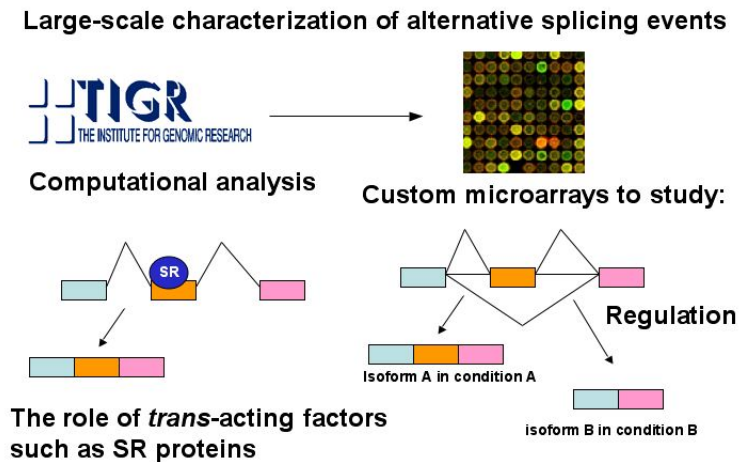 Large-scale characterization of alternative splicing events
TIGR
THE INSTITUTE FOR GENOMIC RESEARCH
Computational analysis
Custom microarrays to study:
SR
Regulation
Isoform A in condition A
isoform B in condition B
The role of trans-acting factors
such as SR proteins